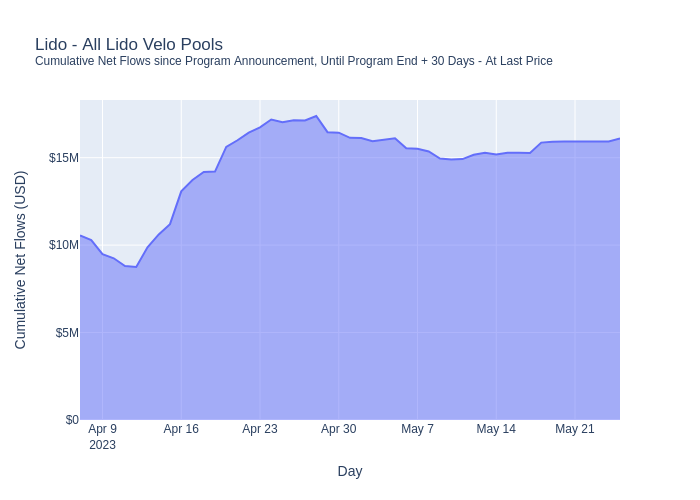 Lido - All Lido Velo Pools
Cumulative Net Flows since Program Announcement, Until Program End + 30 Days - At Last Price
Cumulative Net Flows (USD)
$15M
$10M
$5M
$0
Apr 9 Apr 16 Apr 23 Apr 30 May 7 May 14 May 21
2023
Day